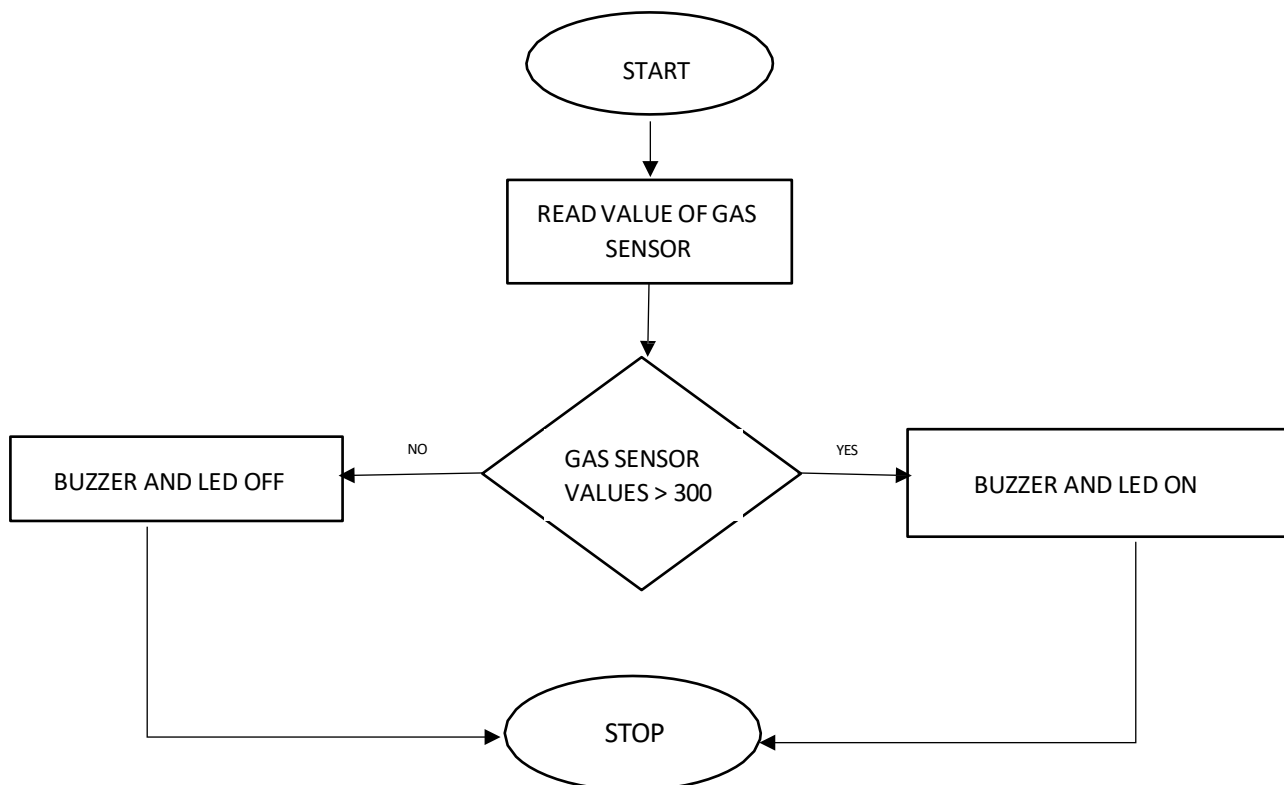 START
READ VALUE OF GAS
SENSOR
NO
YES
GAS SENSOR
VALUES > 300
BUZZER AND LED OFF
BUZZER AND LED ON
STOP